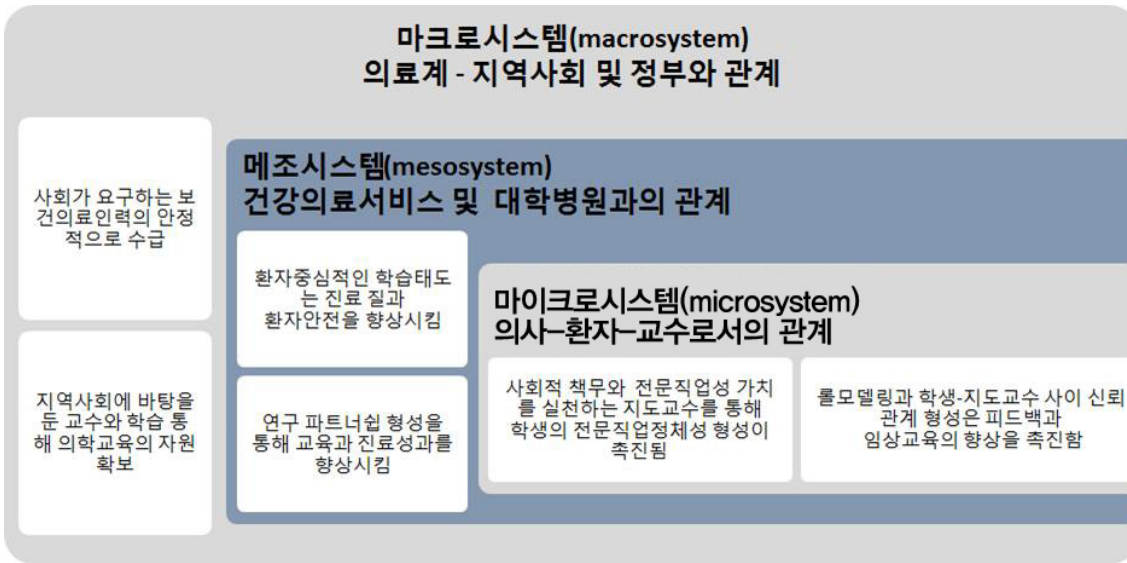 마크로시스템(macrosystem)
의료계 - 지역사회 및 정부와 관계
사회가 요구하는 보
건의료인력의 안정
적으로 수급
지역사회에 바탕을
둔 교수와 학습 통
해 의학교육의 자원
확보
메조시스템(mesosystem)
건강의료서비스 및 대학병원과의 관계
환자중심적인 학습태도
는 진료 질과
환자안전을 향상시킴
연구 파트너쉽 형성을
통해 교육과 진료성과를
향상시킴
마이크로시스템(microsystem)
의사-환자-교수로서의 관계
사회적 책무와 전문직업성 가치
를 실천하는 지도교수를 통해
학생의 전문직업정체성 형성이
촉진됨
롤모델링과 학생-지도교수 사이 신뢰
관계 형성은 피드백과
임상교육의 향상을 촉진함